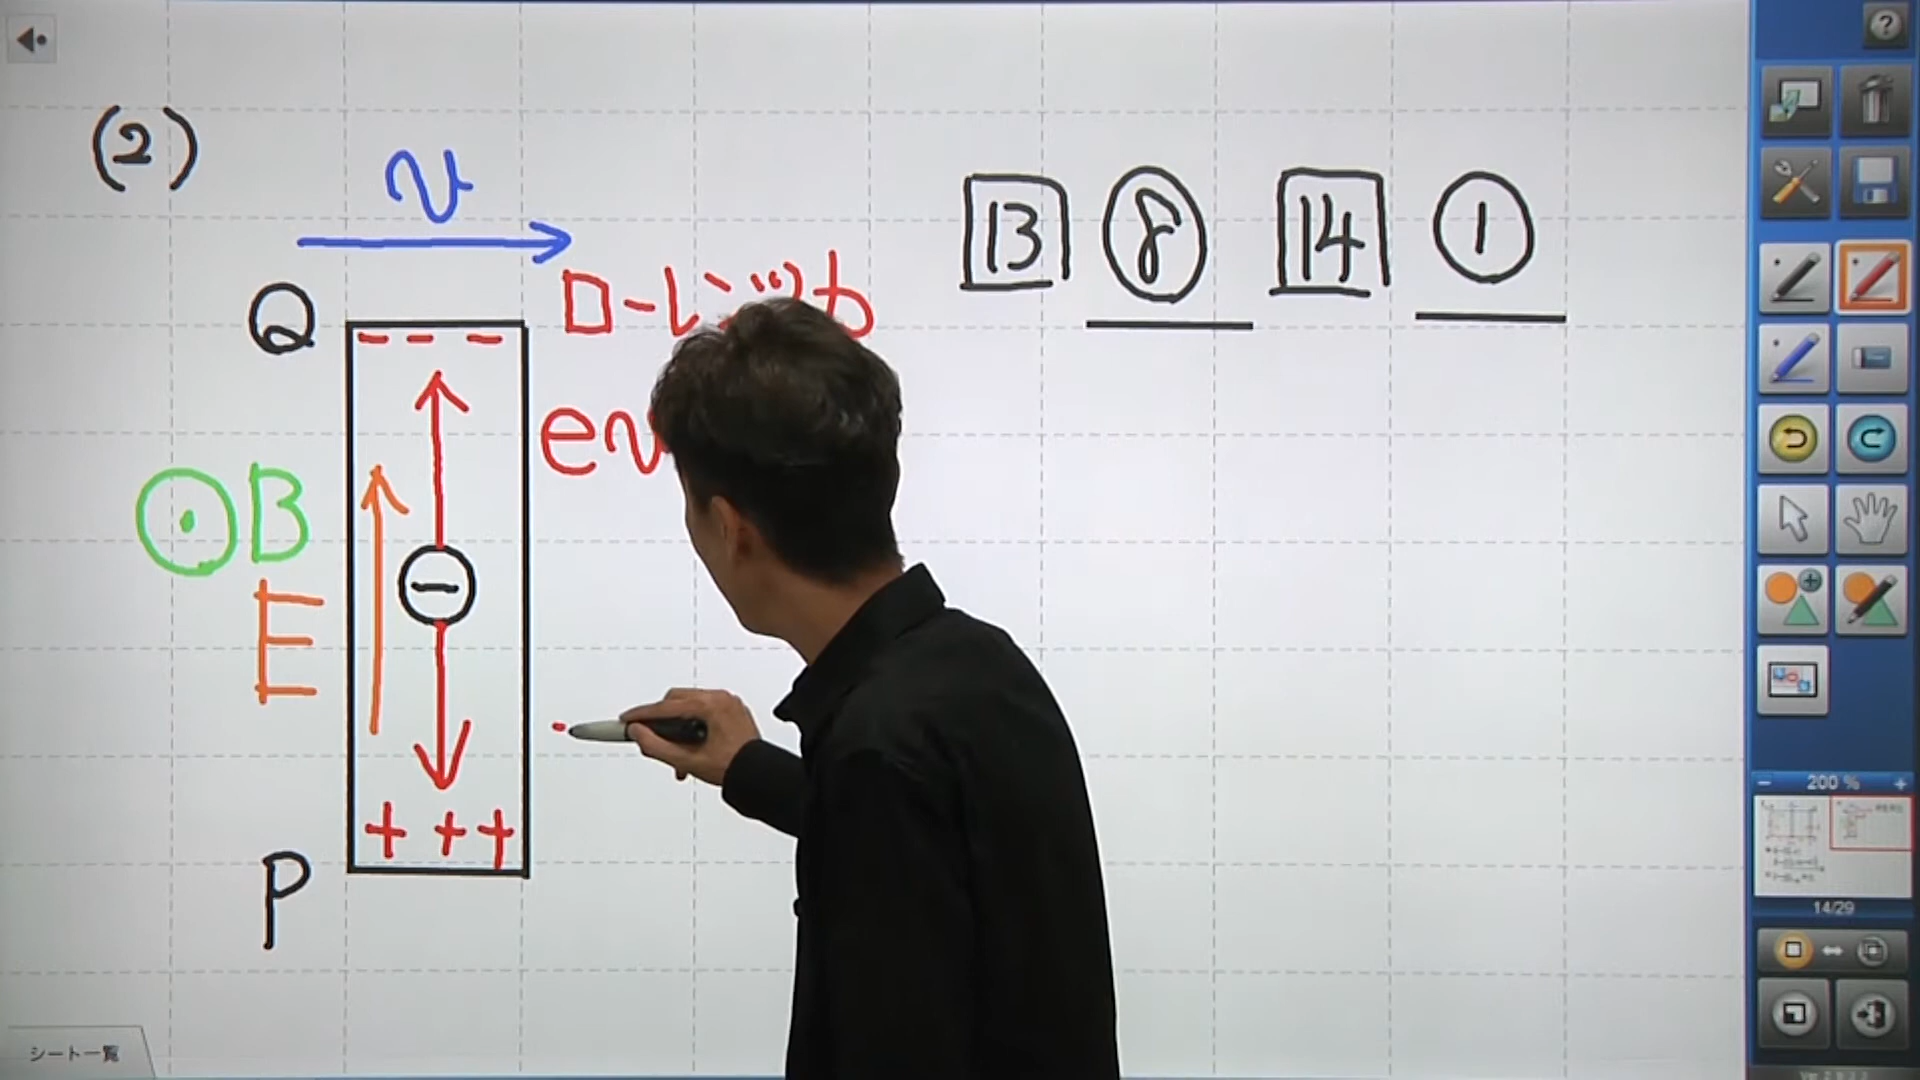 (2)
v
13 ⑧ 14 ①
Q
ローレンツカ
- - -
ev
B
E
−
+ + +
P
200 %
14/29
シート一覧